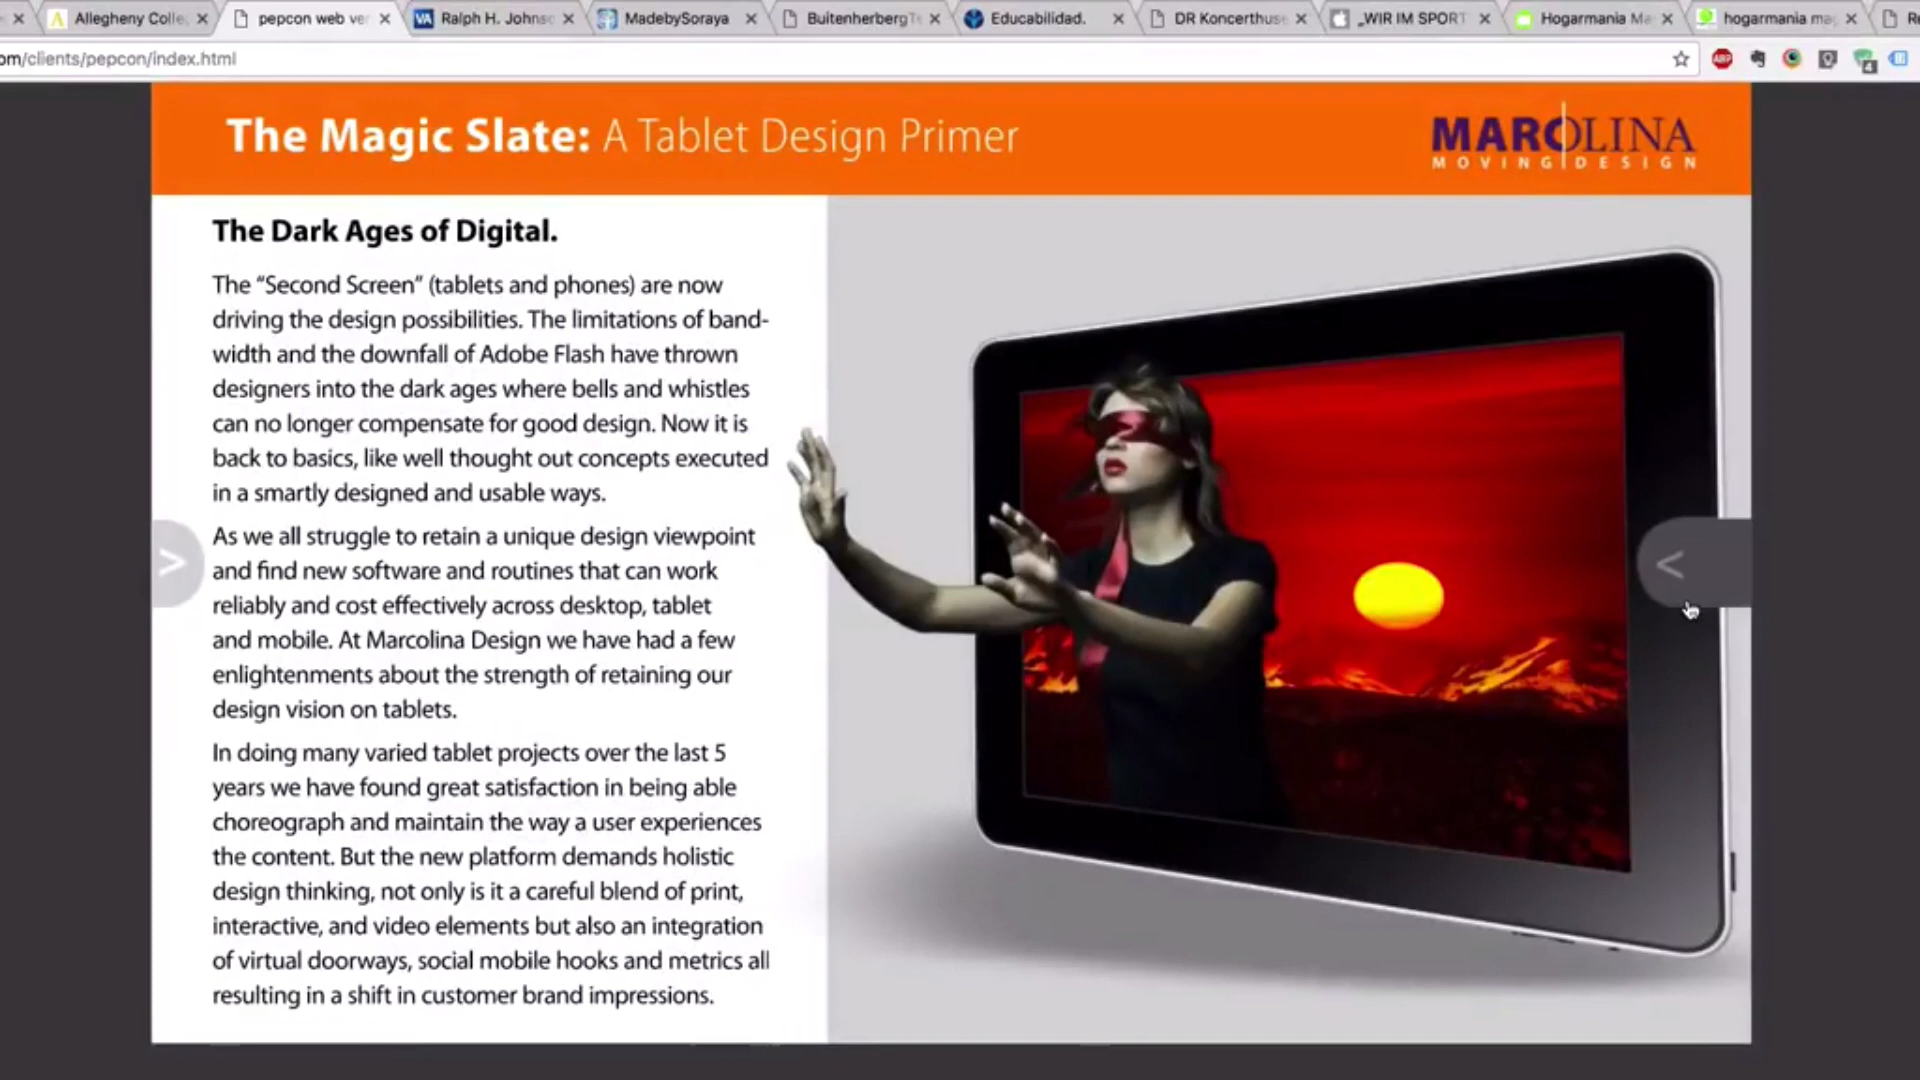 Allegheny Colle
pepcon web ve
Ralph H. Johns
MadebySoraya
BuitenherbergT
Educabilidad.
DR Koncerthus
„WIR IM SPORT
Hogarmania Ma
hogarmania ma
om/clients/pepcon/index.html
The Magic Slate: A Tablet Design Primer
MARCOLINA
MOVING DESIGN
The Dark Ages of Digital.
The “Second Screen” (tablets and phones) are now
driving the design possibilities. The limitations of band-
width and the downfall of Adobe Flash have thrown
designers into the dark ages where bells and whistles
can no longer compensate for good design. Now it is
back to basics, like well thought out concepts executed
in a smartly designed and usable ways.
As we all struggle to retain a unique design viewpoint
and find new software and routines that can work
reliably and cost effectively across desktop, tablet
and mobile. At Marcolina Design we have had a few
enlightenments about the strength of retaining our
design vision on tablets.
In doing many varied tablet projects over the last 5
years we have found great satisfaction in being able
choreograph and maintain the way a user experiences
the content. But the new platform demands holistic
design thinking, not only is it a careful blend of print,
interactive, and video elements but also an integration
of virtual doorways, social mobile hooks and metrics all
resulting in a shift in customer brand impressions.